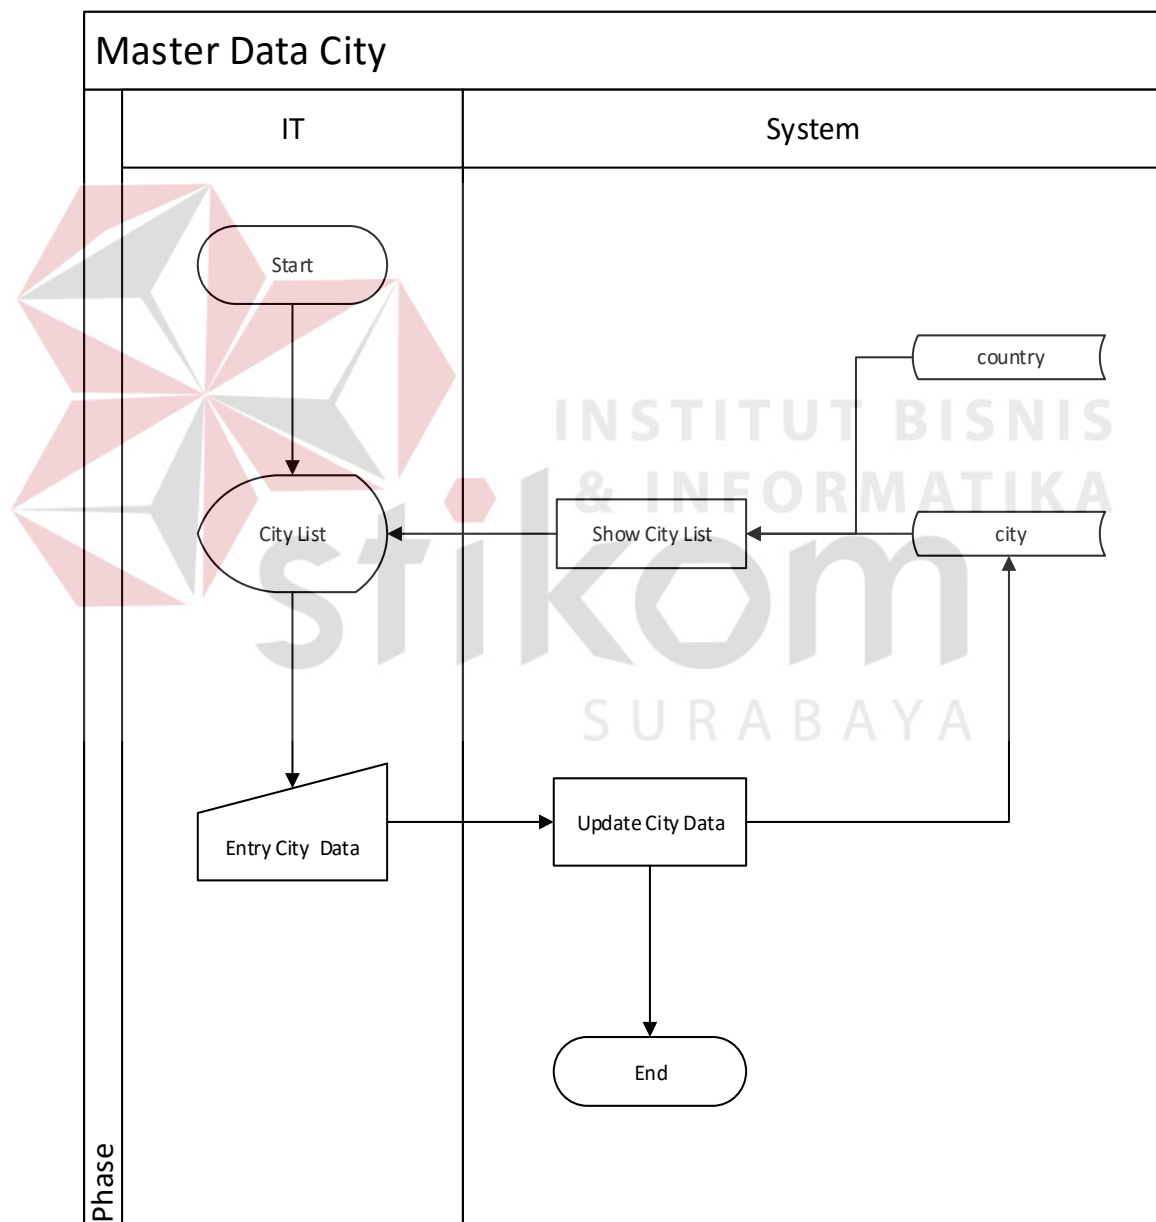 Master Data City
IT
System
Start
country
INSTITUT BISNIS
& INFORMATIKA
City List
Show City List
city
stikom
SURABAYA
Entry City  Data
Update City Data
End
Phase